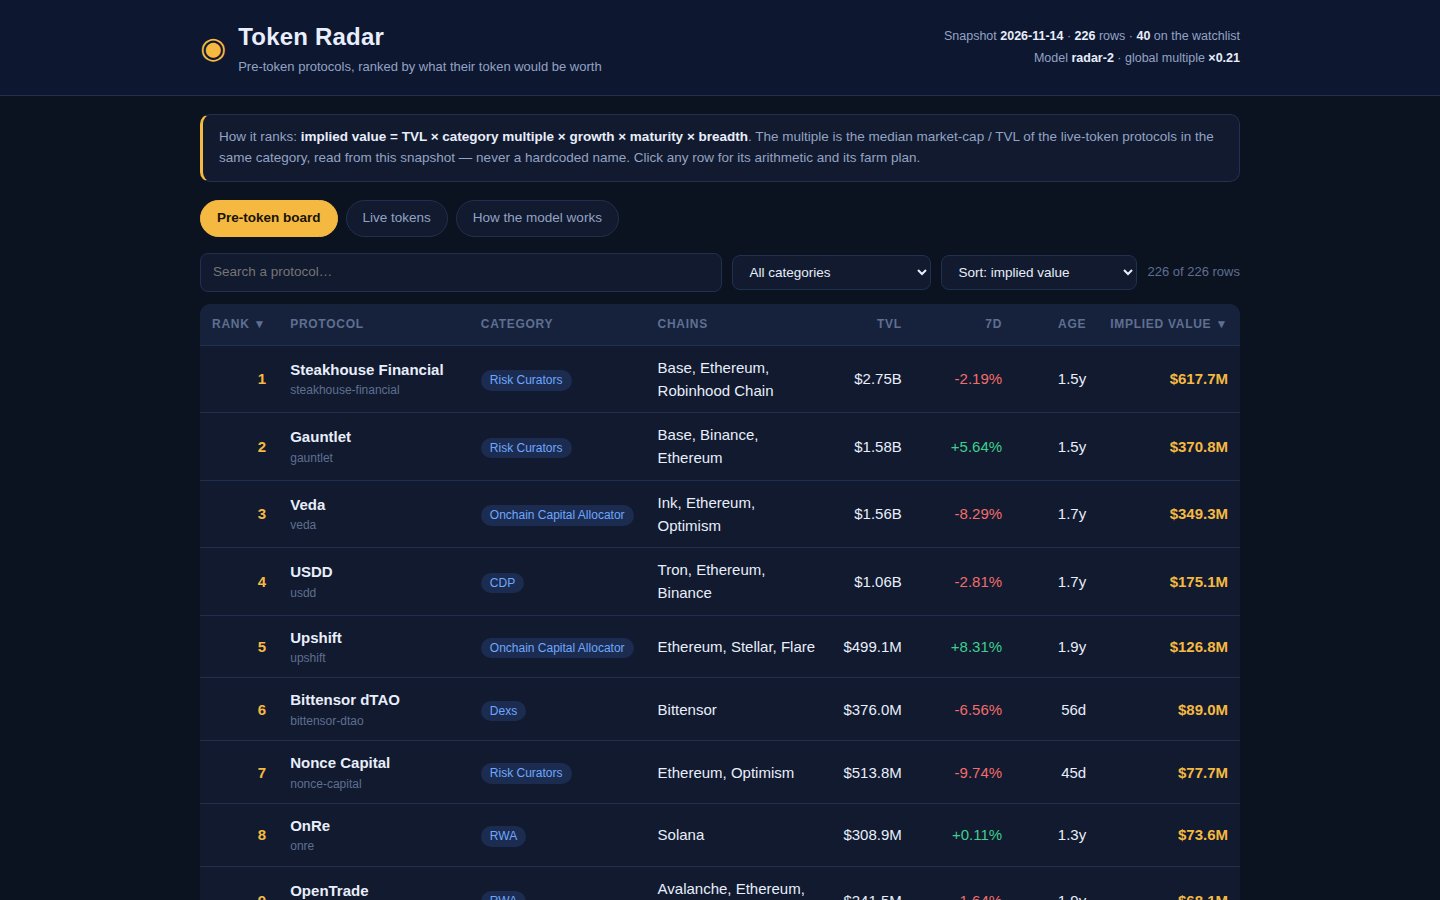 Token Radar
Pre-token protocols, ranked by what their token would be worth
Snapshot 2026-11-14 · 226 rows · 40 on the watchlist
Model radar-2 · global multiple ×0.21
How it ranks: implied value = TVL × category multiple × growth × maturity × breadth. The multiple is the median market-cap / TVL of the live-token protocols in the
same category, read from this snapshot — never a hardcoded name. Click any row for its arithmetic and its farm plan.
Pre-token board Live tokens How the model works
Search a protocol… All categories Sort: implied value 226 of 226 rows
RANK ▼ PROTOCOL CATEGORY CHAINS TVL 7D AGE IMPLIED VALUE ▼
1 Steakhouse Financial steakhouse-financial Risk Curators Base, Ethereum, Robinhood Chain $2.75B -2.19% 1.5y $617.7M
2 Gauntlet gauntlet Risk Curators Base, Binance, Ethereum $1.58B +5.64% 1.5y $370.8M
3 Veda veda Onchain Capital Allocator Ink, Ethereum, Optimism $1.56B -8.29% 1.7y $349.3M
4 USDD usdd CDP Tron, Ethereum, Binance $1.06B -2.81% 1.7y $175.1M
5 Upshift upshift Onchain Capital Allocator Ethereum, Stellar, Flare $499.1M +8.31% 1.9y $126.8M
6 Bittensor dTAO bittensor-dtao Dexs Bittensor $376.0M -6.56% 56d $89.0M
7 Nonce Capital nonce-capital Risk Curators Ethereum, Optimism $513.8M -9.74% 45d $77.7M
8 OnRe onre RWA Solana $308.9M +0.11% 1.3y $73.6M
OpenTrade Avalanche, Ethereum,